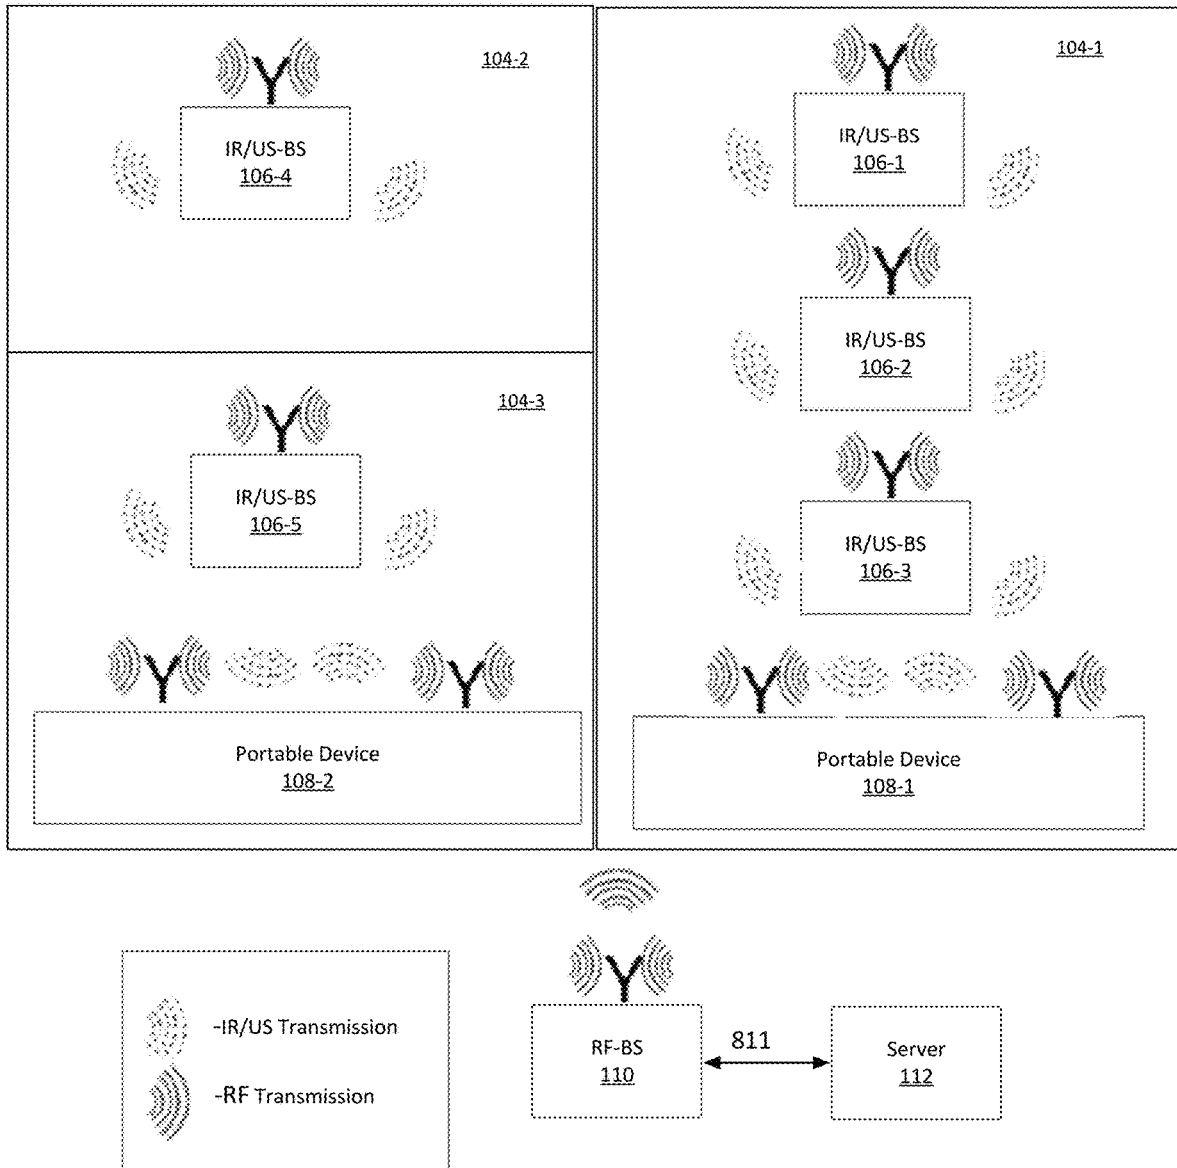 104-2
IR/US-BS
106-4
104-1
IR/US-BS
106-1
IR/US-BS
106-2
IR/US-BS
106-3
104-3
IR/US-BS
106-5
Portable Device
108-2
Portable Device
108-1
-IR/US Transmission
-RF Transmission
RF-BS
110
811
Server
112